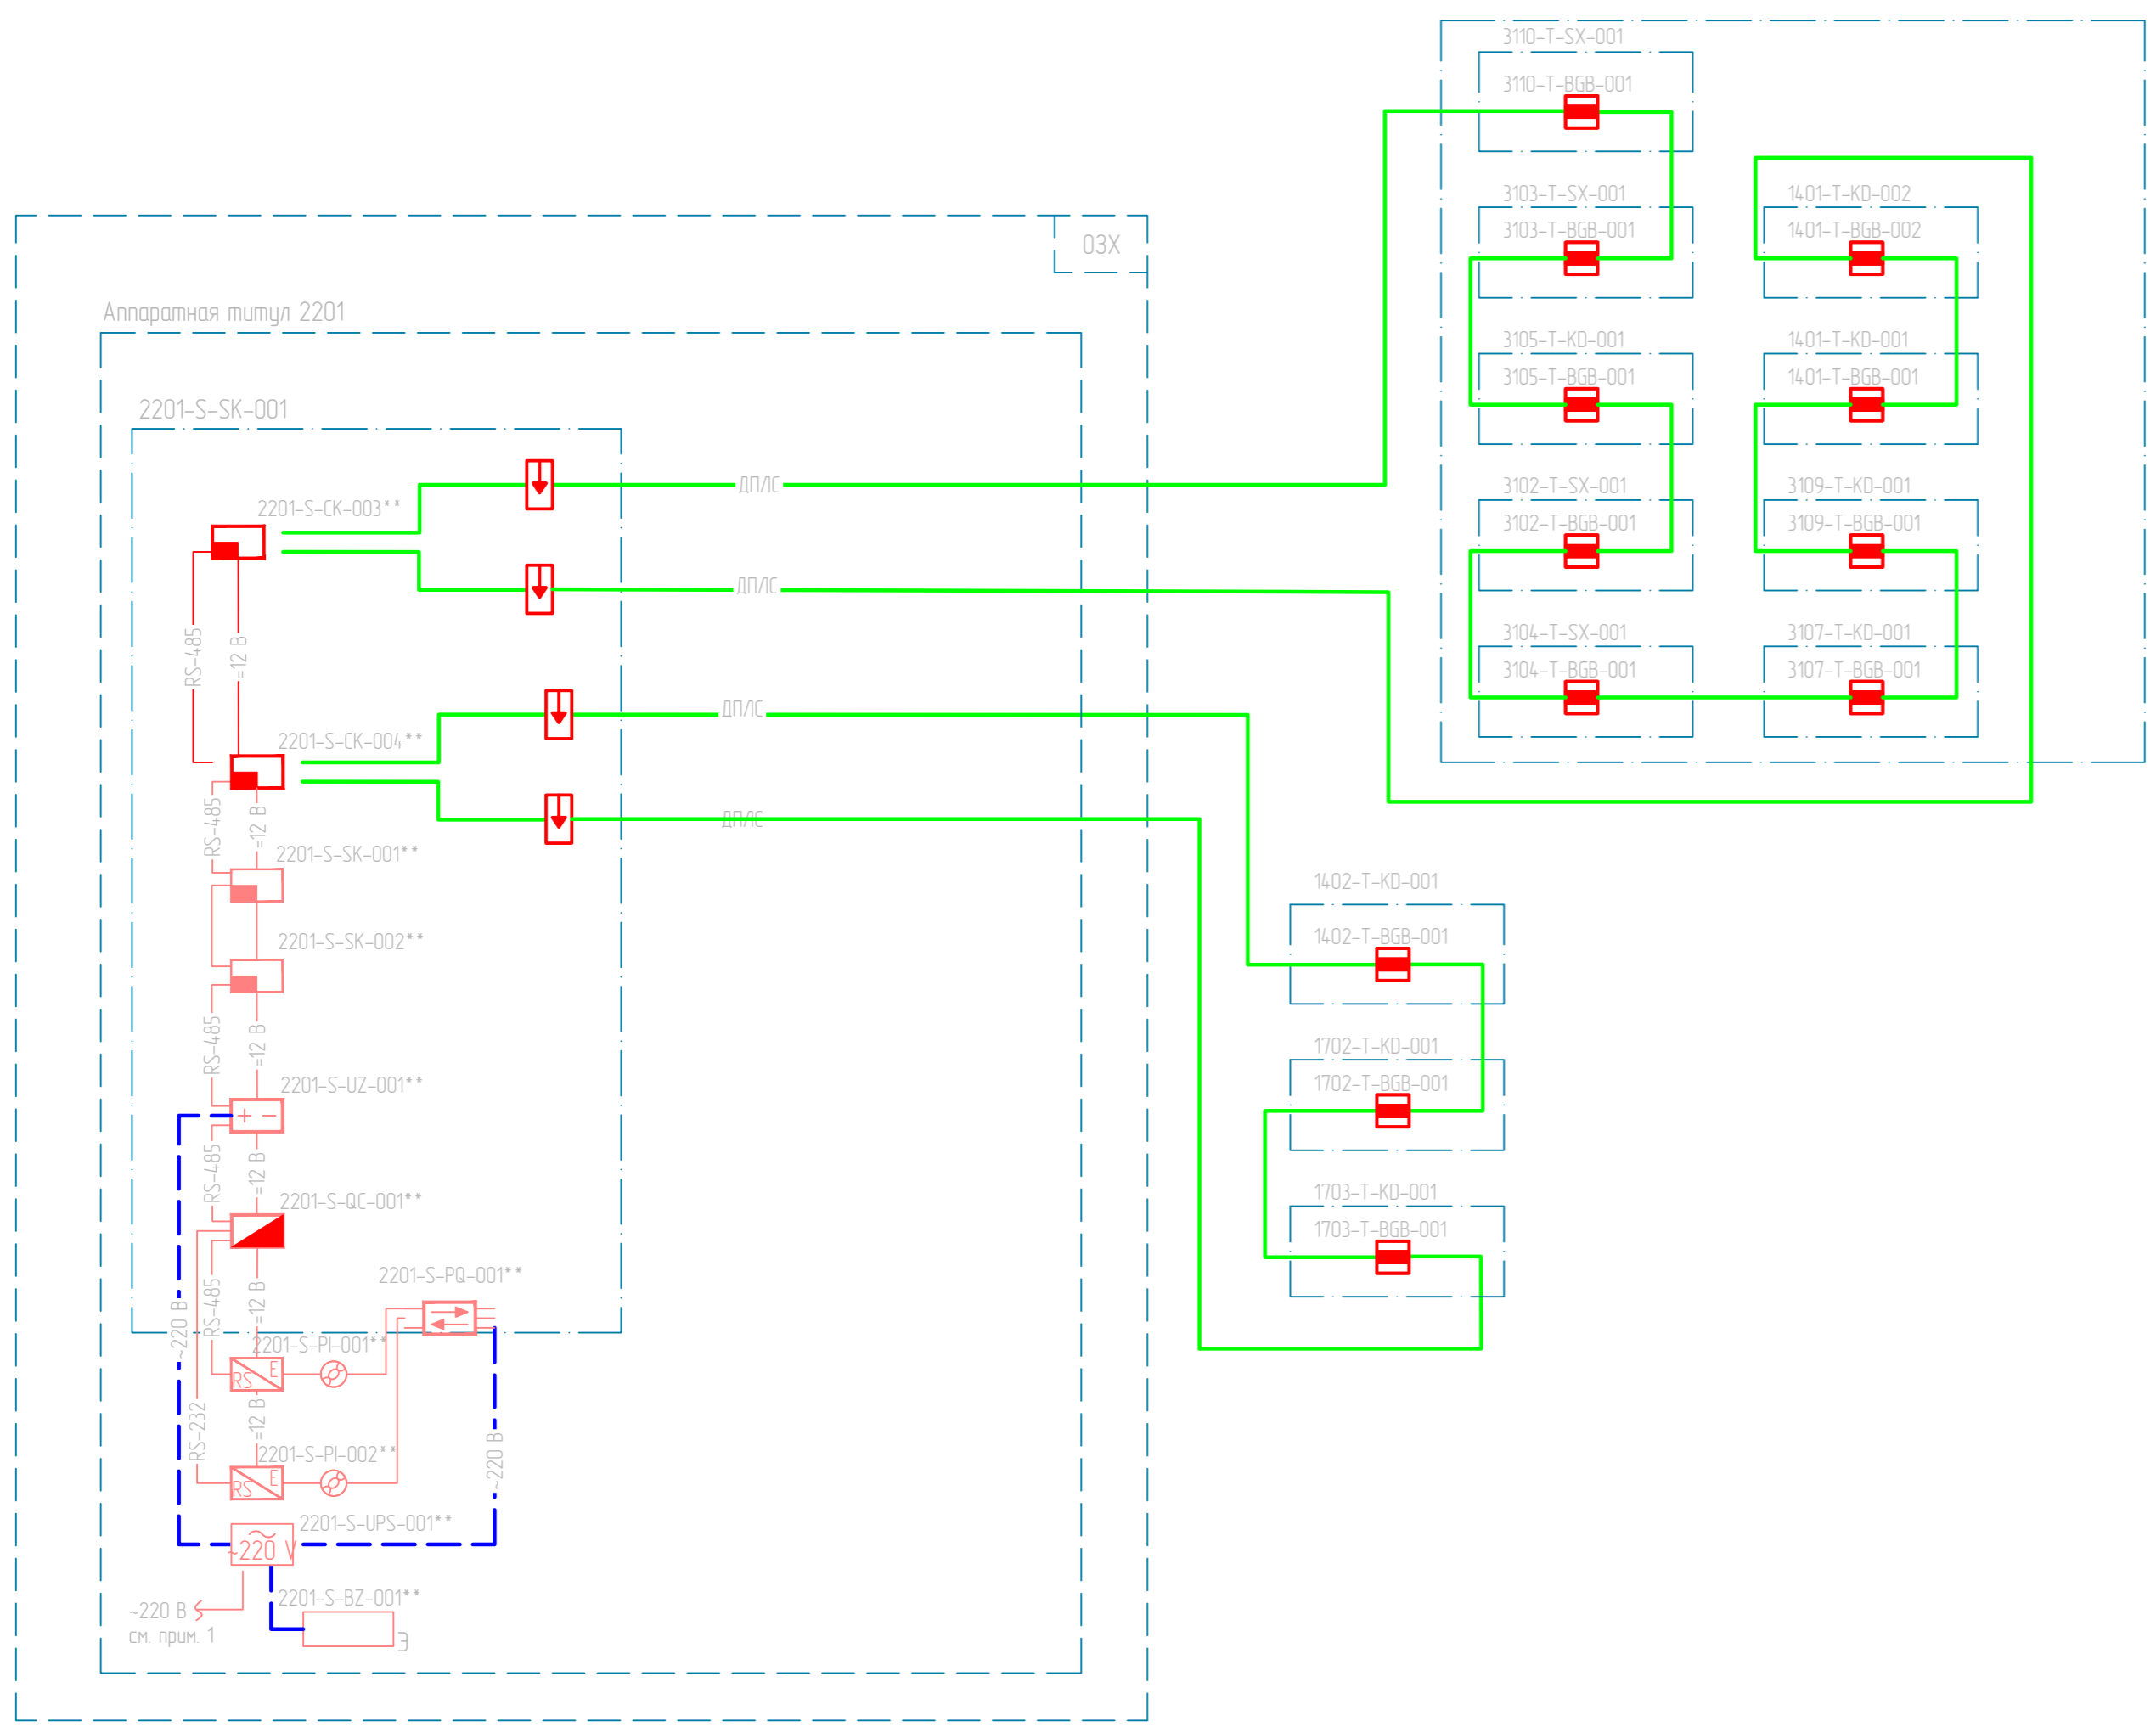 3110-T-SX-001
3110-T-BGB-001
3103-T-SX-001
3103-T-BGB-001
1401-T-KD-002
1401-T-BGB-002
ОЗХ
Аппаратная титул 2201
3105-T-KD-001
3105-T-BGB-001
1401-T-KD-001
1401-T-BGB-001
2201-S-SK-001
3102-T-SX-001
3102-T-BGB-001
3109-T-KD-001
3109-T-BGB-001
2201-S-CK-003**
ДПЛС
ДПЛС
RS-485
=12 В
3104-T-SX-001
3104-T-BGB-001
3107-T-KD-001
3107-T-BGB-001
2201-S-CK-004**
ДПЛС
ДПЛС
RS-485
=12 В
2201-S-SK-001**
1402-T-KD-001
1402-T-BGB-001
2201-S-SK-002**
RS-485
=12 В
1702-T-KD-001
1702-T-BGB-001
2201-S-UZ-001**
+ -
RS-485
=12 В
1703-T-KD-001
1703-T-BGB-001
2201-S-QC-001**
2201-S-PQ-001**
~220 В
RS-485
=12 В
2201-S-PI-001**
RS E
RS-232
=12 В
~220 В
2201-S-PI-002**
RS E
2201-S-UPS-001**
~220 V
2201-S-BZ-001**
~220 В
см. прим. 1
Э